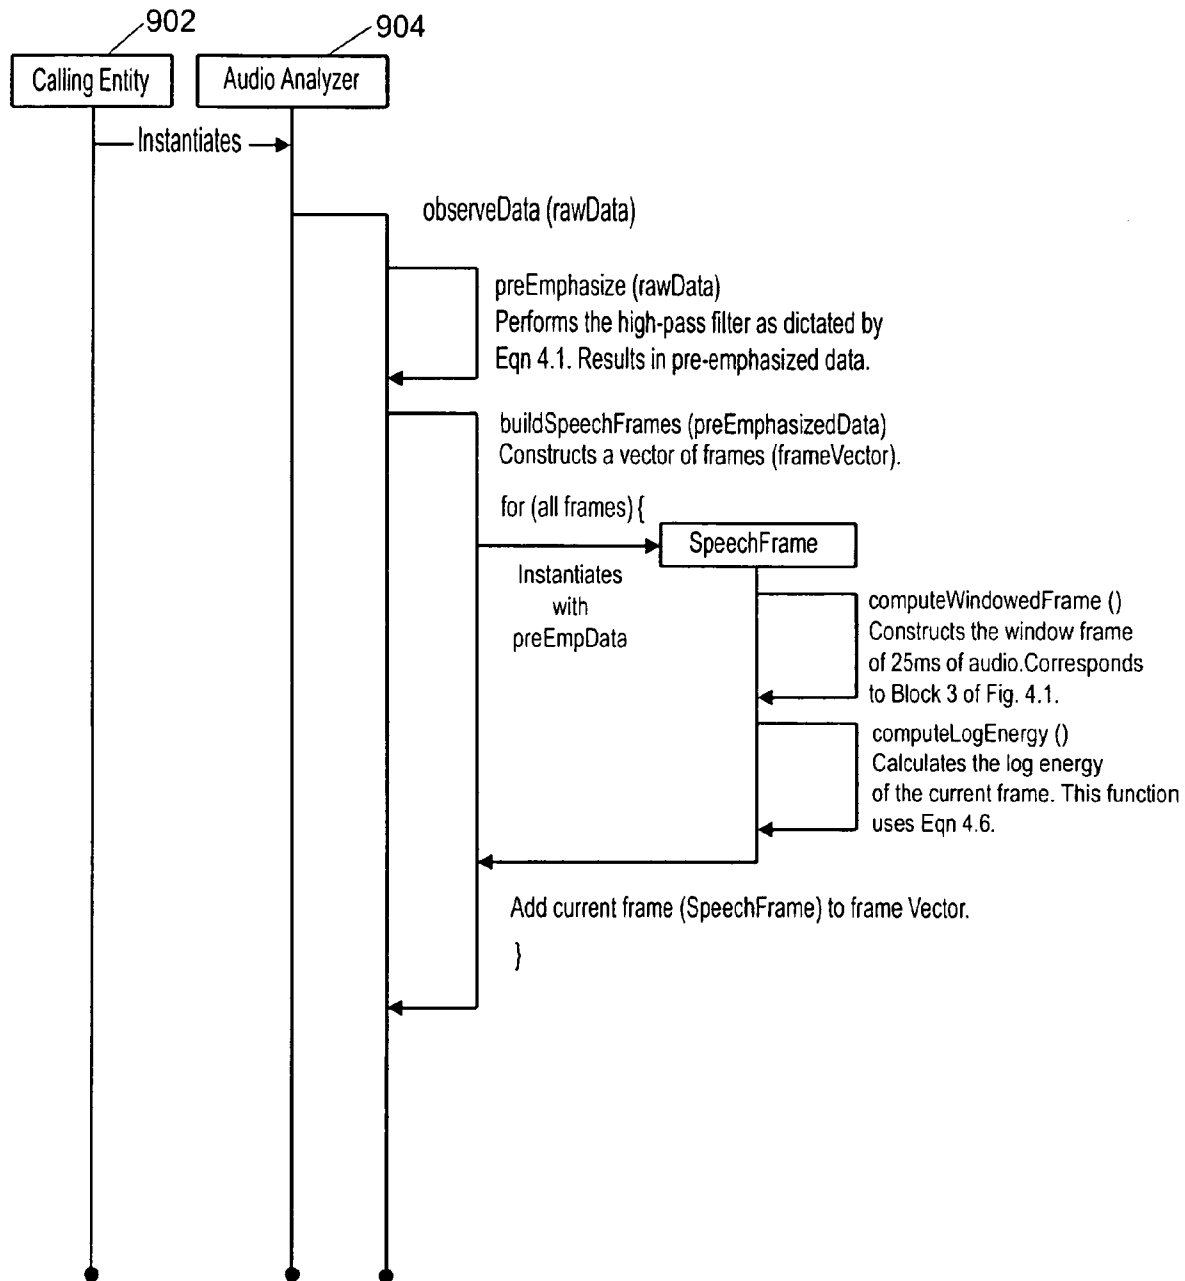 902
904
Calling Entity
Audio Analyzer
Instantiates
observeData (rawData)
preEmphasize (rawData)
Performs the high-pass filter as dictated by
Eqn 4.1. Results in pre-emphasized data.
buildSpeechFrames (preEmphasizedData)
Constructs a vector of frames (frameVector).
for (all frames) {
SpeechFrame
Instantiates
with
preEmpData
computeWindowedFrame ()
Constructs the window frame
of 25ms of audio.Corresponds
to Block 3 of Fig. 4.1.
computeLogEnergy ()
Calculates the log energy
of the current frame. This function
uses Eqn 4.6.
Add current frame (SpeechFrame) to frame Vector.
}